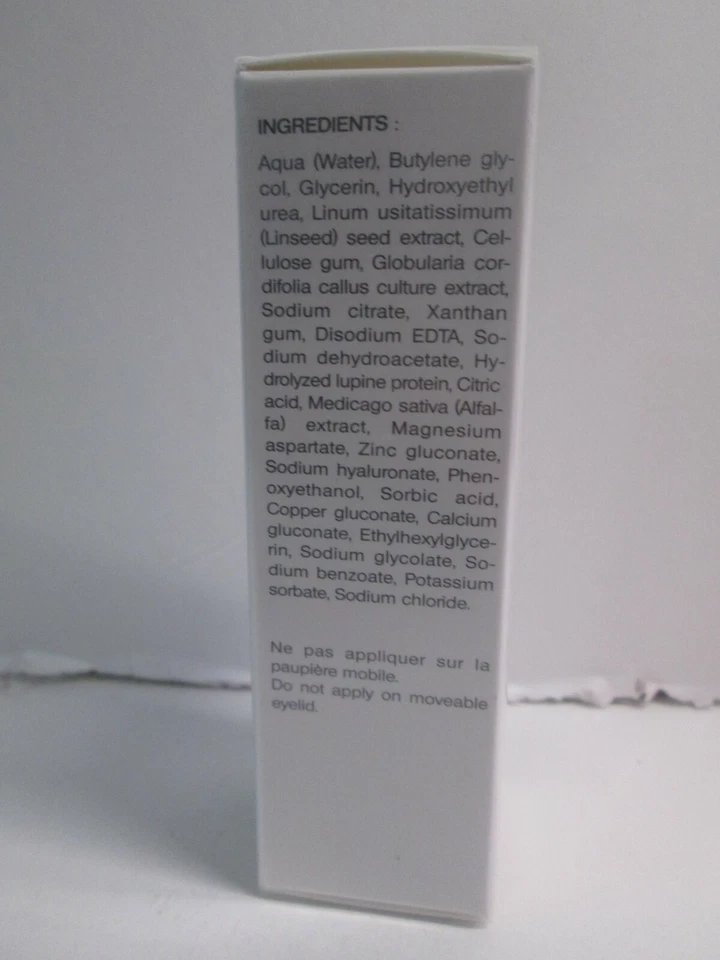 INGREDIENTS :
Aqua (Water), Butylene gly-
col, Glycerin, Hydroxyethyl
urea, Linum usitatissimum
(Linseed) seed extract, Cel-
lulose gum, Globularia cor-
difolia callus culture extract,
Sodium citrate, Xanthan
gum, Disodium EDTA, So-
dium dehydroacetate, Hy-
drolyzed lupine protein, Citric
acid, Medicago sativa (Alfal-
fa) extract, Magnesium
aspartate, Zinc gluconate,
Sodium hyaluronate, Phen-
oxyethanol, Sorbic acid,
Copper gluconate, Calcium
gluconate, Ethylhexylglyce-
rin, Sodium glycolate, So-
dium benzoate, Potassium
sorbate, Sodium chloride.
Ne pas appliquer sur la
paupière mobile.
Do not apply on moveable
eyelid.